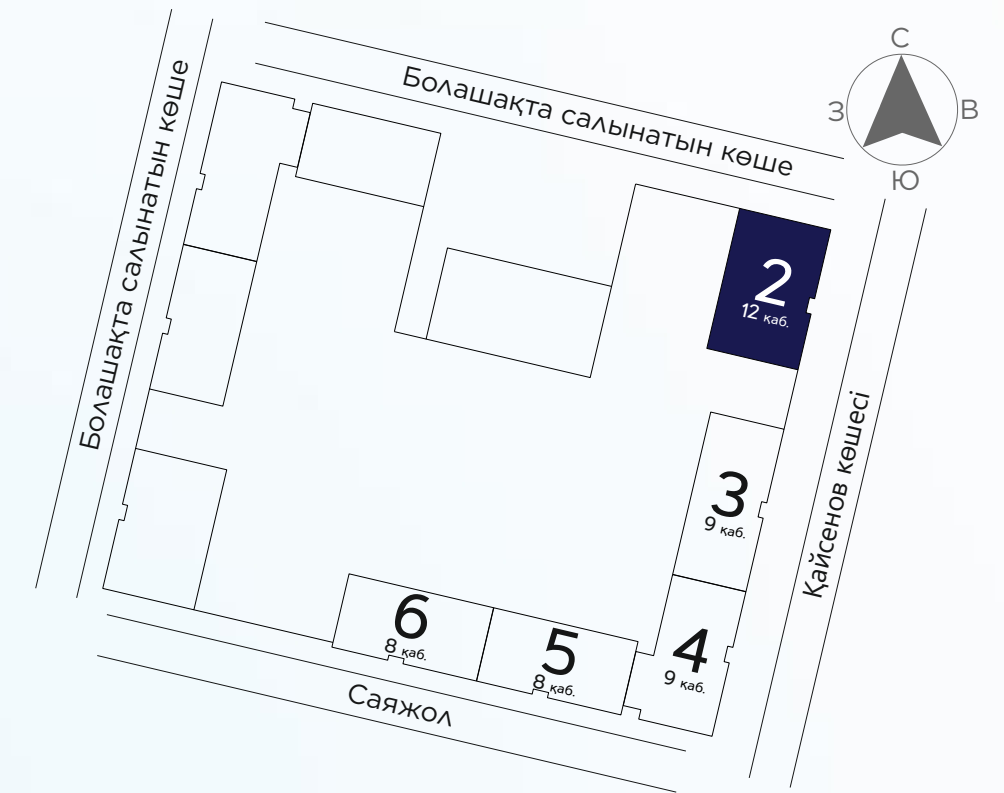 С
Болашақта салынатын көше
З
В
Ю
Болашақта салынатын көше
2
12 қаб.
3
9 қаб.
Қайсенов көшесі
6
8 қаб.
5
8 қаб.
4
9 қаб.
Саяжол